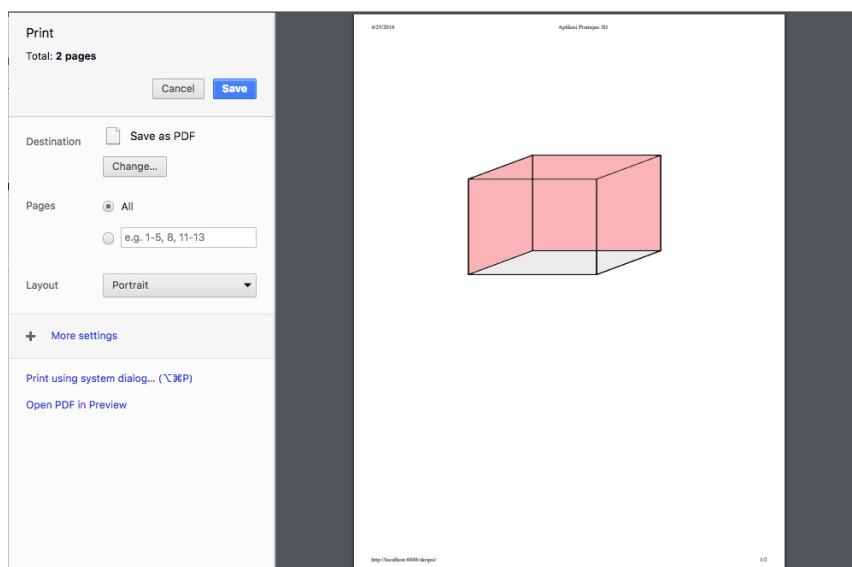 Print
Total: 2 pages
Cancel Save
Destination Save as PDF
Change...
Pages All
e.g. 1-5, 8, 11-13
Layout Portrait
More settings
Print using system dialog... (⌥⌘P)
Open PDF in Preview
4/25/2018 Aplikasi Pratinjau 3D
http://localhost:8888/skripsi/ 1/2